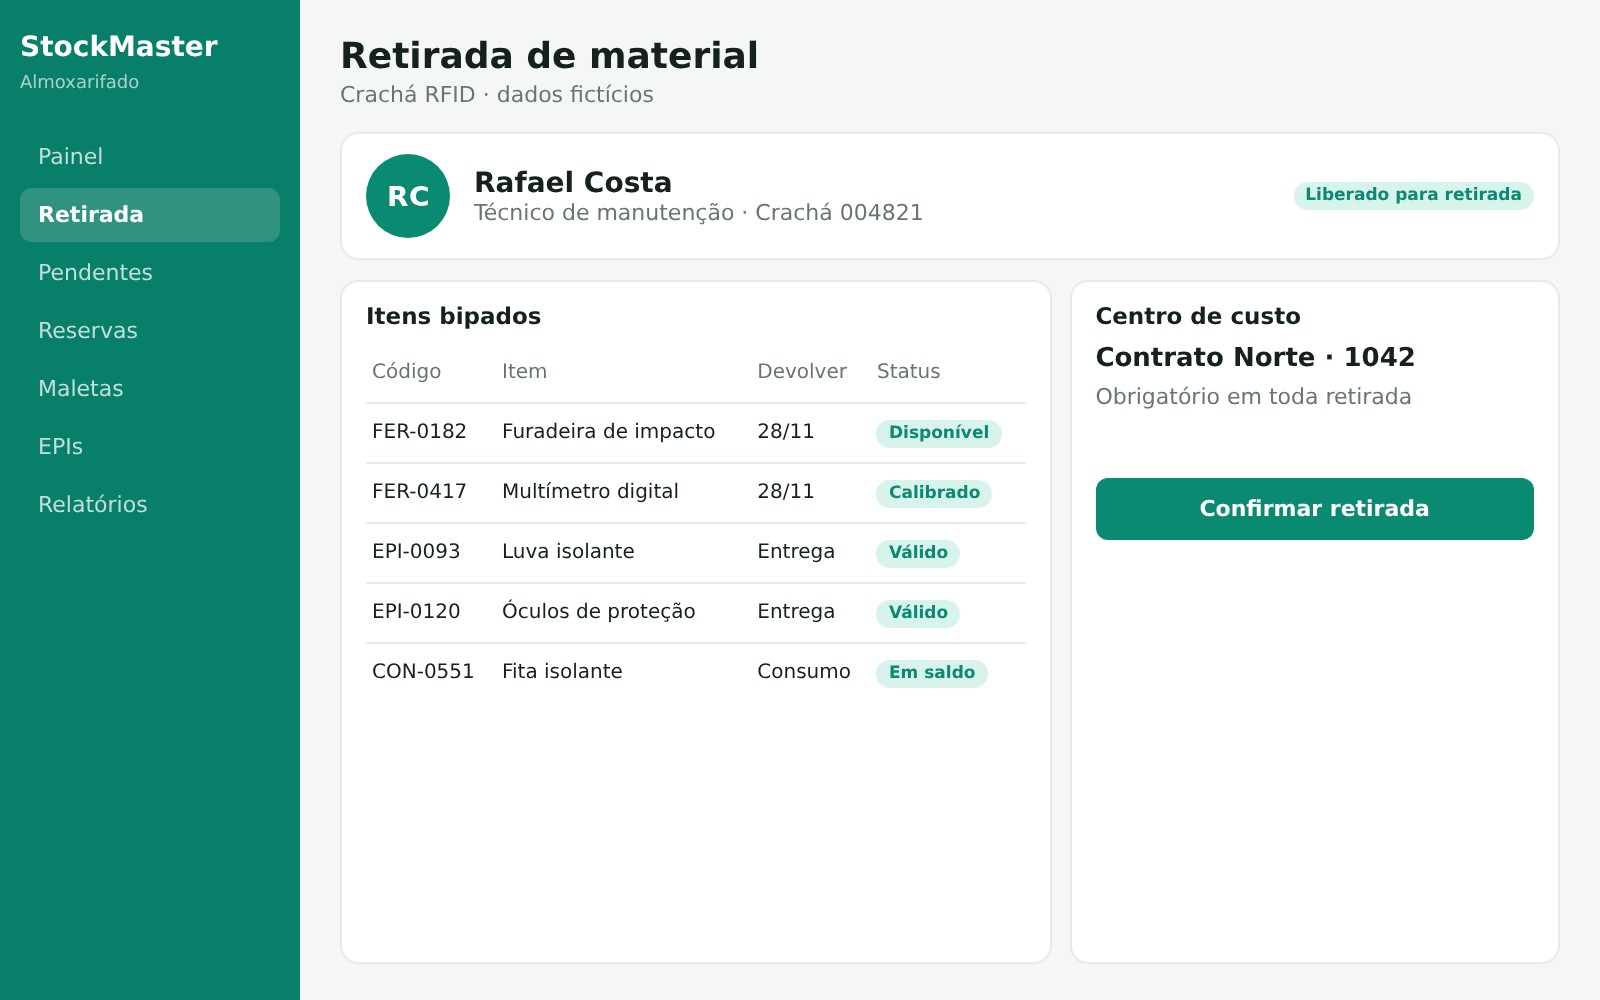 StockMaster
Almoxarifado
Painel
Retirada
Pendentes
Reservas
Maletas
EPIs
Relatórios
Retirada de material
Crachá RFID · dados fictícios
RC
Rafael Costa
Técnico de manutenção · Crachá 004821
Liberado para retirada
Itens bipados
Código Item Devolver Status
FER-0182 Furadeira de impacto 28/11 Disponível
FER-0417 Multímetro digital 28/11 Calibrado
EPI-0093 Luva isolante Entrega Válido
EPI-0120 Óculos de proteção Entrega Válido
CON-0551 Fita isolante Consumo Em saldo
Centro de custo
Contrato Norte · 1042
Obrigatório em toda retirada
Confirmar retirada